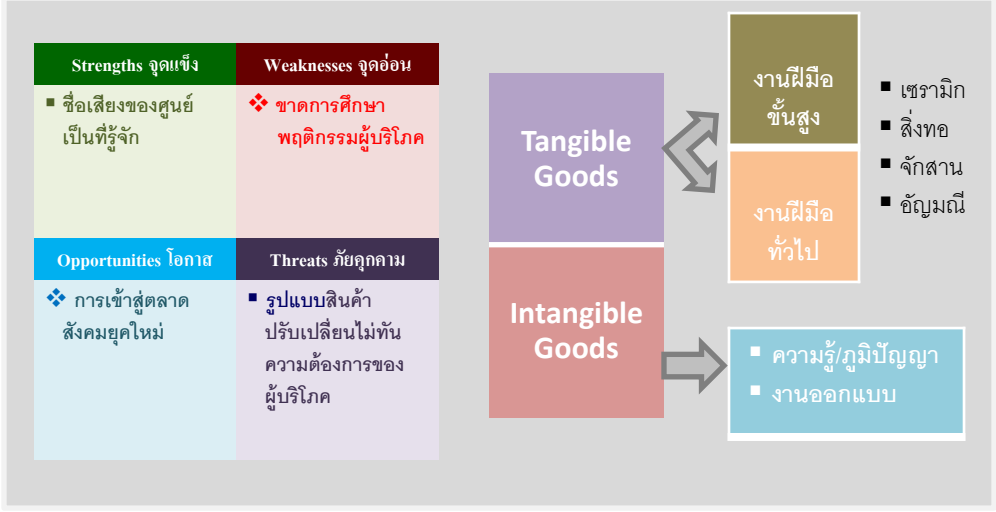 Strengths จุดแข็ง
▪ ชื่อเสียงของศูนย์
เป็นที่รู้จัก
Weaknesses จุดอ่อน
❖ ขาดการศึกษา
พฤติกรรมผู้บริโภค
Opportunities โอกาส
❖ การเข้าสู่ตลาด
สังคมยุคใหม่
Threats ภัยคุกคาม
▪ รูปแบบสินค้า
ปรับเปลี่ยนไม่ทัน
ความต้องการของ
ผู้บริโภค
Tangible
Goods
งานฝีมือ
ขั้นสูง
งานฝีมือ
ทั่วไป
▪ เซรามิก
▪ สิ่งทอ
▪ จักสาน
▪ อัญมณี
Intangible
Goods
▪ ความรู้/ภูมิปัญญา
▪ งานออกแบบ